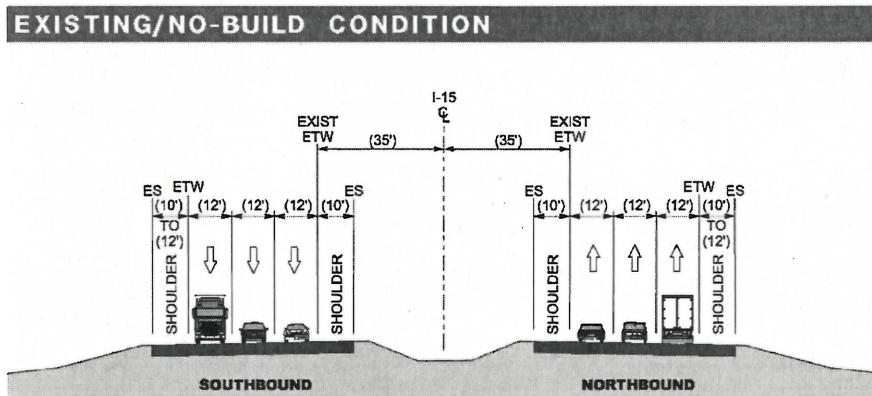 EXISTING/NO-BUILD CONDITION
I-15
CL
EXIST
ETW
(35')
(35')
EXIST
ETW
ES
ETW
ES
(10')
(12')
(12')
(12')
(10')
TO
(12')
SHOULDER
SHOULDER
ES
ETW
ES
(10')
(12')
(12')
(12')
(10')
TO
(12')
SHOULDER
SHOULDER
SOUTHBOUND
NORTHBOUND